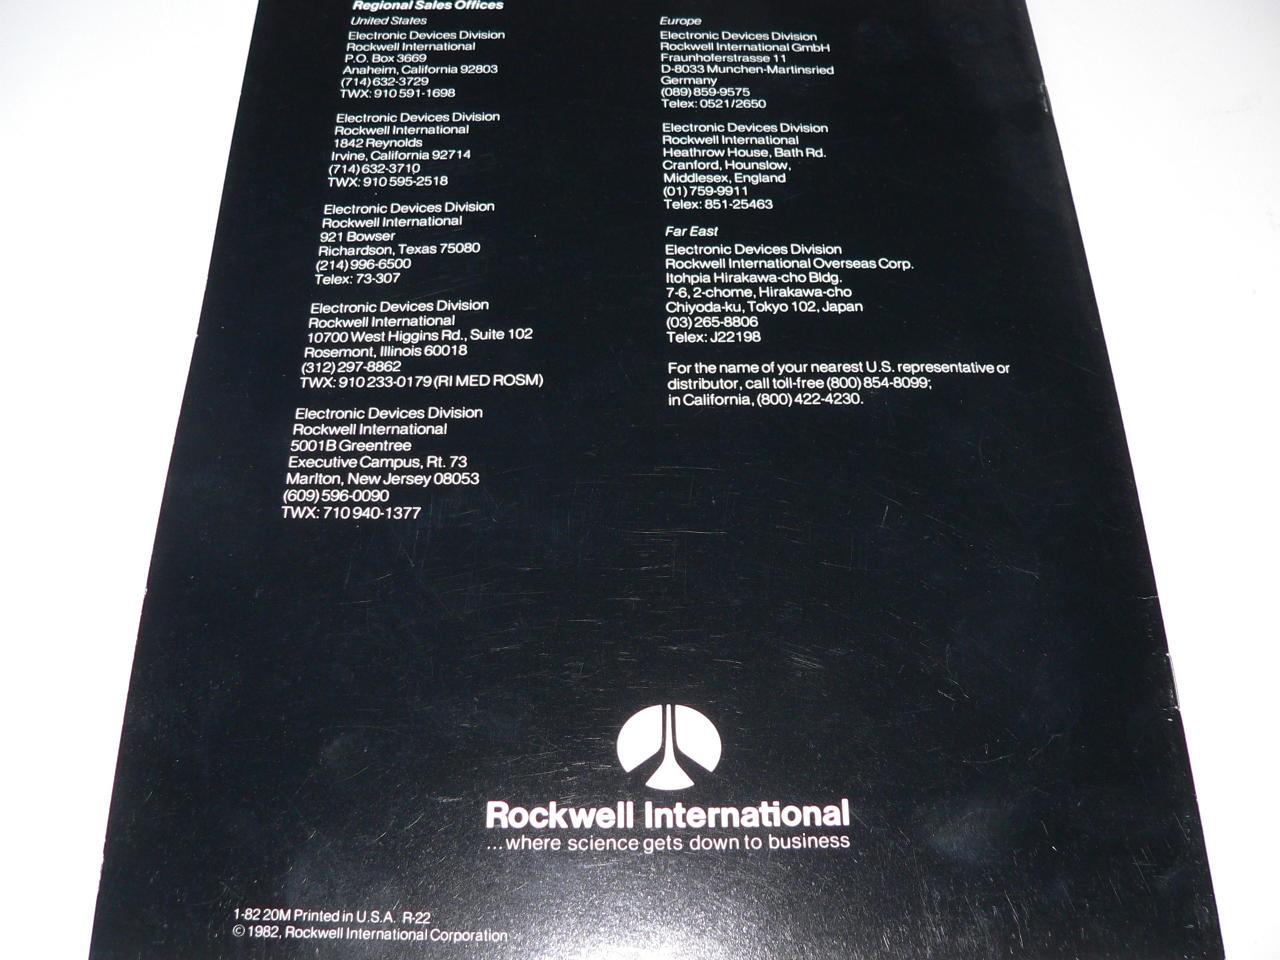 Regional Sales Offices
United States
Electronic Devices Division
Rockwell International
P.O. Box 3669
Anaheim, California 92803
(714) 632-3729
TWX: 910 591-1698
Electronic Devices Division
Rockwell International
1842 Reynolds
Irvine, California 92714
(714) 632-3710
TWX: 910 595-2518
Electronic Devices Division
Rockwell International
921 Bowser
Richardson, Texas 75080
(214) 996-6500
Telex: 73-307
Electronic Devices Division
Rockwell International
10700 West Higgins Rd., Suite 102
Rosemont, Illinois 60018
(312) 297-8862
TWX: 910 233-0179 (RI MED ROSM)
Electronic Devices Division
Rockwell International
5001B Greentree
Executive Campus, Rt. 73
Marlton, New Jersey 08053
(609) 596-0090
TWX: 710 940-1377
Europe
Electronic Devices Division
Rockwell International GmbH
Fraunhoferstrasse 11
D-8033 Munchen-Martinsried
Germany
(089) 859-9575
Telex: 0521/2650
Electronic Devices Division
Rockwell International
Heathrow House, Bath Rd.
Cranford, Hounslow,
Middlesex, England
(01) 759-9911
Telex: 851-25463
Far East
Electronic Devices Division
Rockwell International Overseas Corp.
Itohpia Hirakawa-cho Bldg.
7-6, 2-chome, Hirakawa-cho
Chiyoda-ku, Tokyo 102, Japan
(03) 265-8806
Telex: J22198
For the name of your nearest U.S. representative or
distributor, call toll-free (800) 854-8099;
in California, (800) 422-4230.
Rockwell International
...where science gets down to business
1-82 20M Printed in U.S.A. R-22
© 1982, Rockwell International Corporation